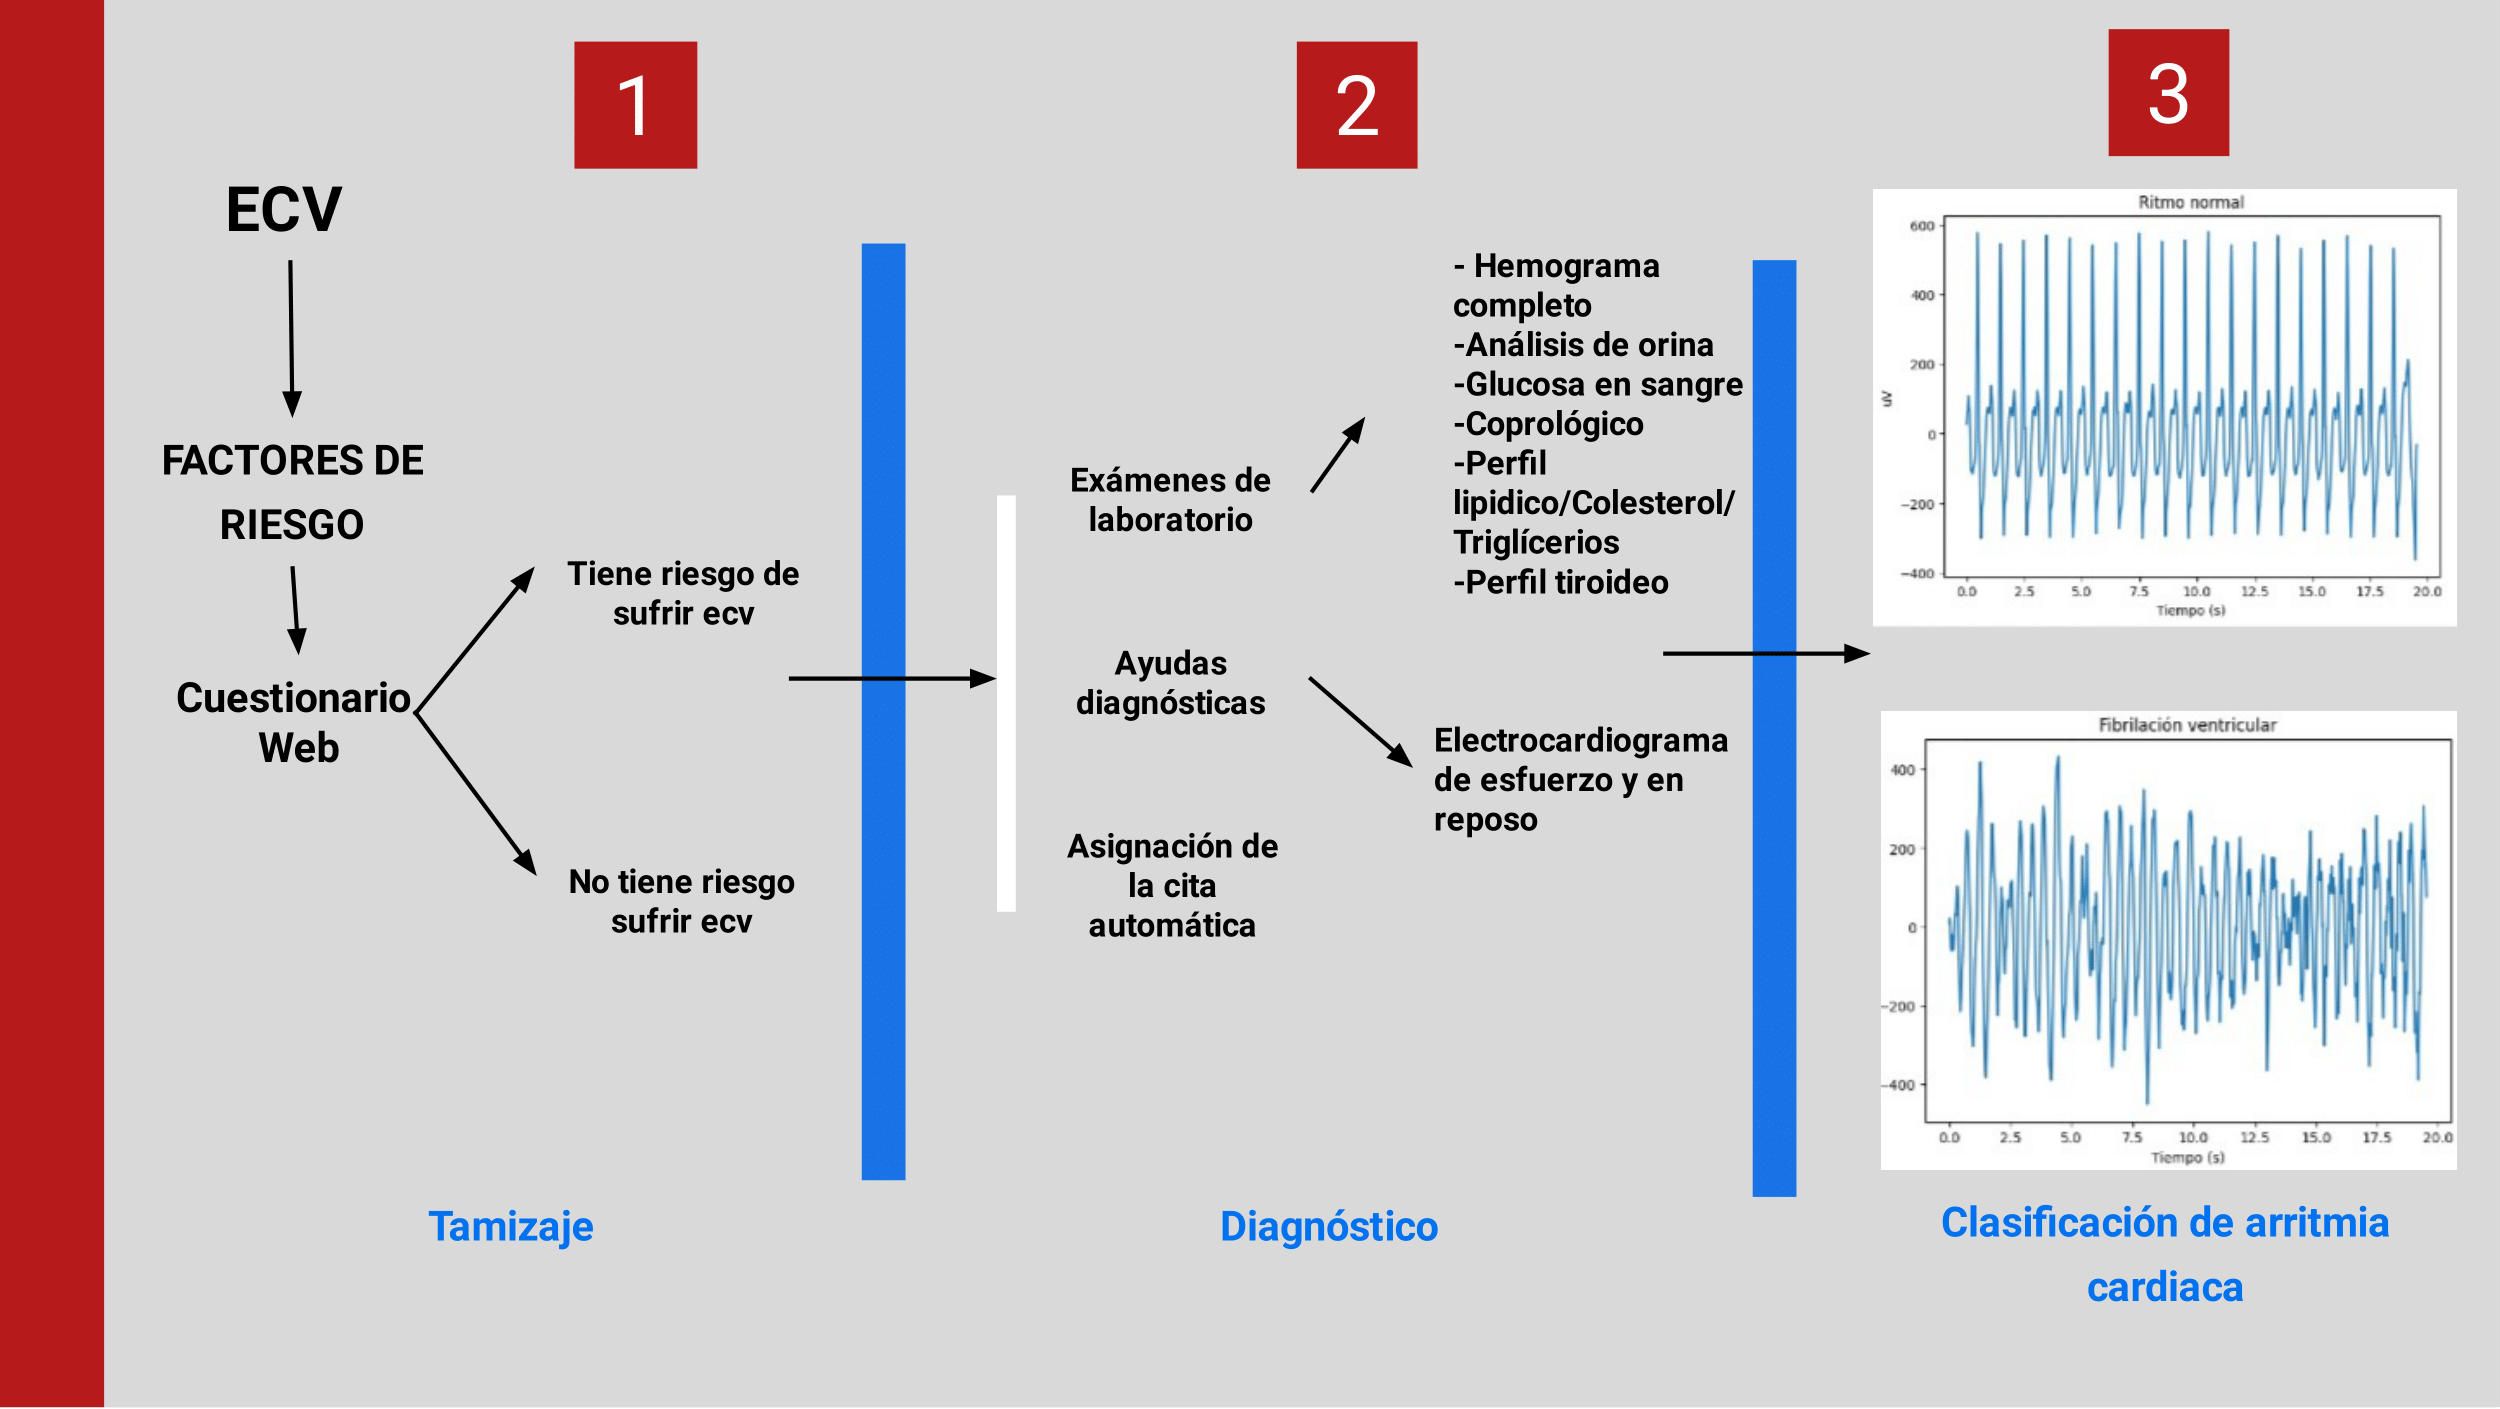 1
ECV
FACTORES DE
RIESGO
Cuestionario
Web
Tiene riesgo de
sufrir ecv
No tiene riesgo
sufrir ecv
Tamizaje
2
Exámenes de
laboratorio
Ayudas
diagnósticas
Asignación de
la cita
automática
- Hemograma
completo
-Análisis de orina
-Glucosa en sangre
-Coprológico
-Perfil
lipidico/Colesterol/
Triglícerios
-Perfil tiroideo
Electrocardiograma
de esfuerzo y en
reposo
Diagnóstico
3
Ritmo normal
600
400
200
0
−200
−400
uV
0.0 2.5 5.0 7.5 10.0 12.5 15.0 17.5 20.0
Tiempo (s)
Fibrilación ventricular
400
200
0
−200
−400
0.0 2.5 5.0 7.5 10.0 12.5 15.0 17.5 20.0
Tiempo (s)
Clasificación de arritmia
cardiaca